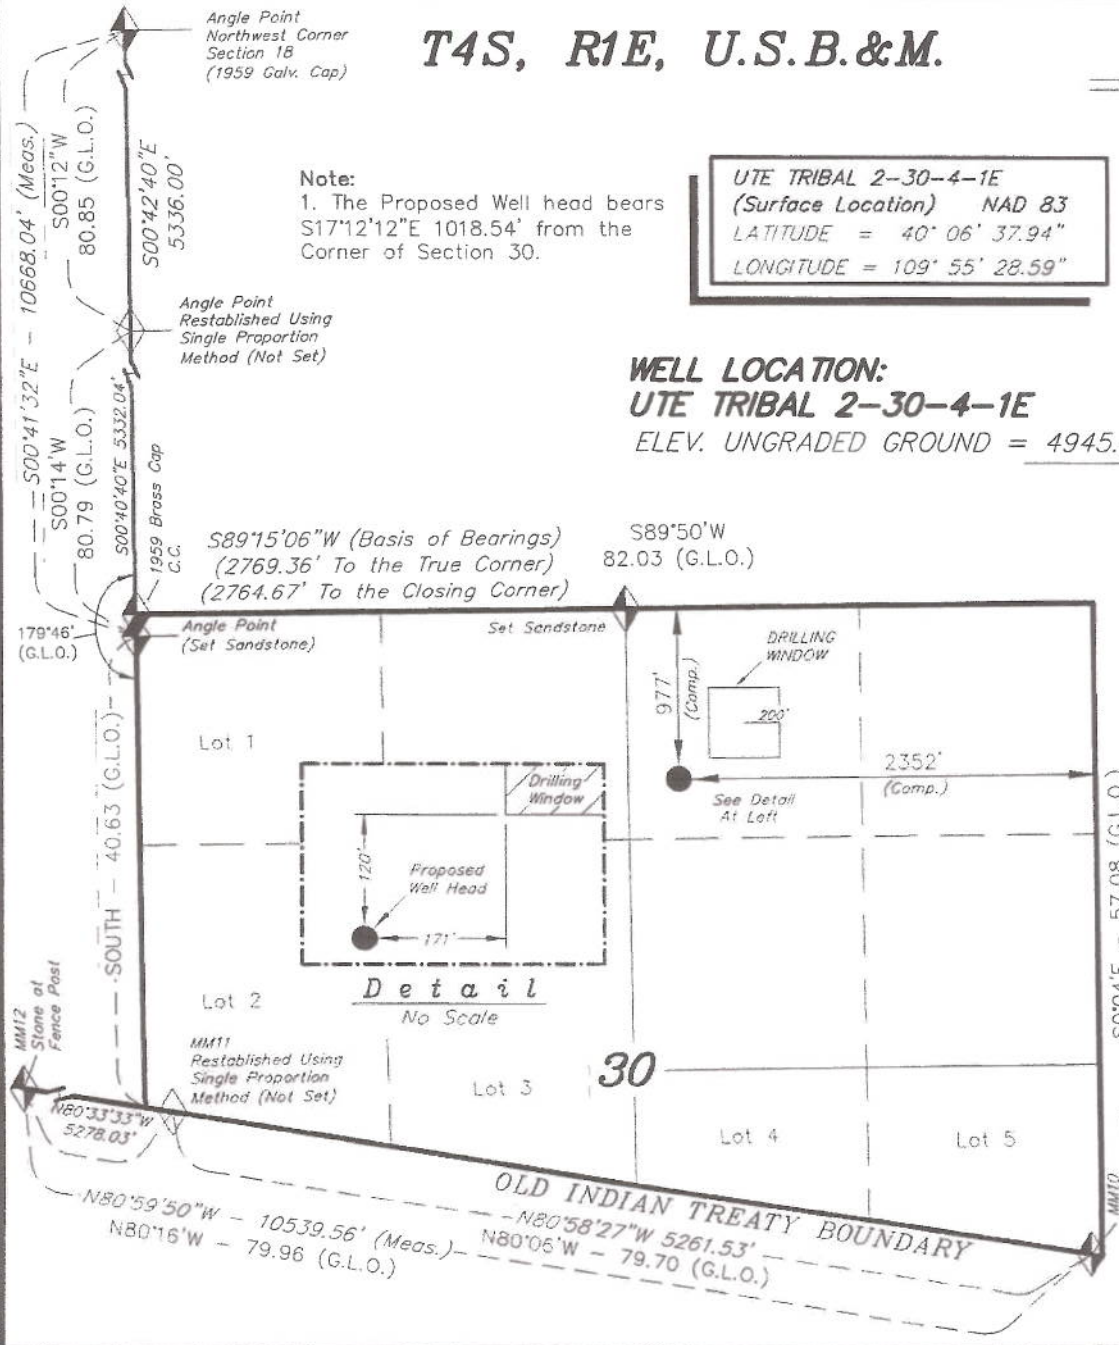 T4S, R1E, U.S.B.&M.
Angle Point
Northwest Corner
Section 18
(1959 Galv. Cap)
S00°41'32"E - 10668.04' (Meas.)
S00°12'W
80.85 (G.L.O.)
S00°42'40"E
5336.00'
Note:
1. The Proposed Well head bears
S17°12'12"E 1018.54' from the
Corner of Section 30.
UTE TRIBAL 2-30-4-1E
(Surface Location) NAD 83
LATITUDE = 40° 06' 37.94"
LONGITUDE = 109° 55' 28.59"
Angle Point
Restablished Using
Single Proportion
Method (Not Set)
WELL LOCATION:
UTE TRIBAL 2-30-4-1E
ELEV. UNGRADED GROUND = 4945.
S00°14'W
80.79 (G.L.O.)
S00°40'40"E 5332.04'
1959 Brass Cap
C.C.
S89°15'06"W (Basis of Bearings)
(2769.36' To the True Corner)
(2764.67' To the Closing Corner)
S89°50'W
82.03 (G.L.O.)
179°46'
(G.L.O.)
Angle Point
(Set Sandstone)
Set Sandstone
977'
(Comp.)
DRILLING
WINDOW
200'
2352'
(Comp.)
See Detail
At Left
Lot 1
Drilling
Window
120'
Proposed
Well Head
171'
Detail
No Scale
SOUTH - 40.63 (G.L.O.)
S0°04'E - 57.08 (G.L.O.)
Lot 2
MM12
Stone at
Fence Post
MM11
Restablished Using
Single Proportion
Method (Not Set)
30
Lot 3
Lot 4
Lot 5
N80°33'33"W
5278.03'
OLD INDIAN TREATY BOUNDARY
MM10
N80°59'50"W - 10539.56' (Meas.)
N80°16'W - 79.96 (G.L.O.)
N80°58'27"W 5261.53'
N80°06'W - 79.70 (G.L.O.)